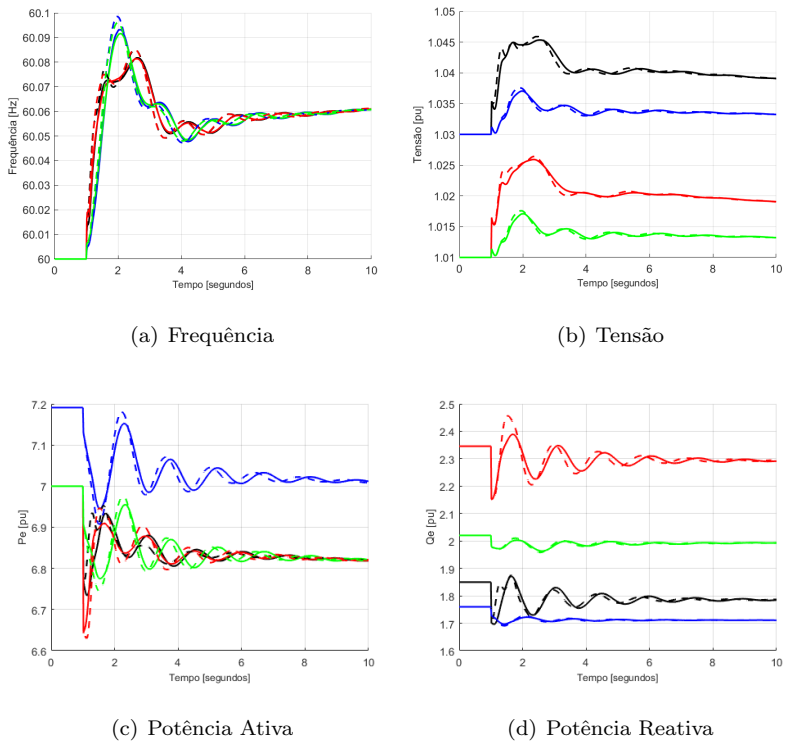 60.1
60.09
60.08
60.07
60.06
60.05
60.04
60.03
60.02
60.01
60
0 2 4 6 8 10
Frequência [Hz]
Tempo [segundos]
(a) Frequência
1.05
1.045
1.04
1.035
1.03
1.025
1.02
1.015
1.01
0 2 4 6 8 10
Tensão [pu]
Tempo [segundos]
(b) Tensão
7.2
7.1
7
6.9
6.8
6.7
6.6
0 2 4 6 8 10
Pe [pu]
Tempo [segundos]
(c) Potência Ativa
2.5
2.4
2.3
2.2
2.1
2
1.9
1.8
1.7
1.6
0 2 4 6 8 10
Qe [pu]
Tempo [segundos]
(d) Potência Reativa